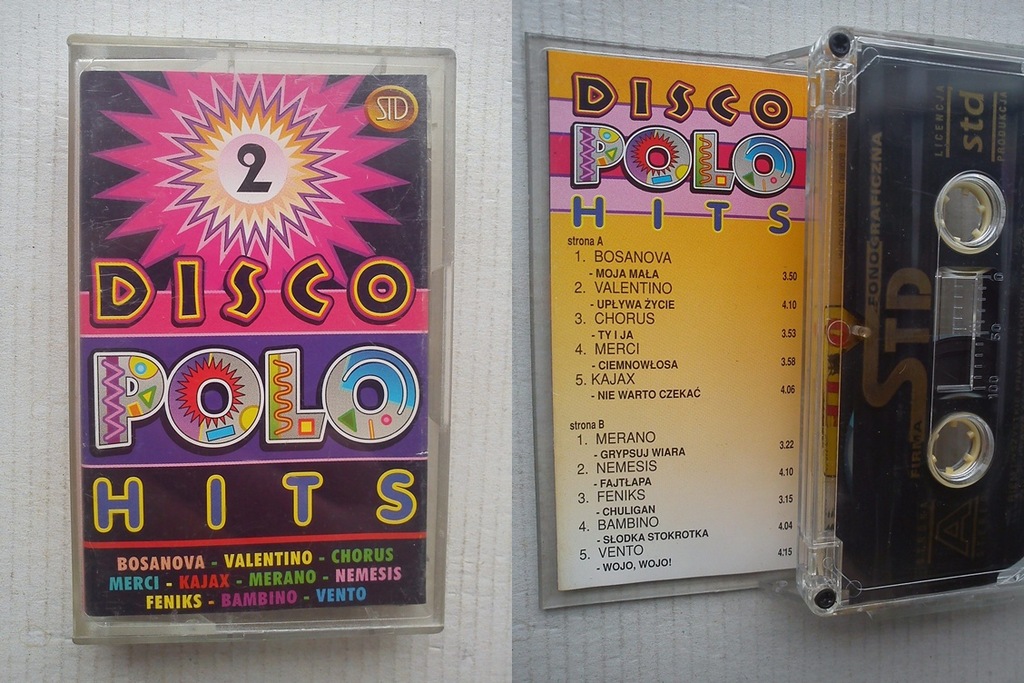 STD
2
DISCO
POLO
HITS
BOSANOVA - VALENTINO - CHORUS
MERCI - KAJAX - MERANO - NEMESIS
FENIKS - BAMBINO - VENTO
DISCO
POLO
HITS
strona A
1. BOSANOVA
- MOJA MAŁA 3.50
2. VALENTINO
- UPŁYWA ŻYCIE 4.10
3. CHORUS
- TY I JA 3.53
4. MERCI
- CIEMNOWŁOSA 3.58
5. KAJAX
- NIE WARTO CZEKAĆ 4.06
strona B
1. MERANO
- GRYPSUJ WIARA 3.22
2. NEMESIS
- FAJTŁAPA 4.10
3. FENIKS
- CHULIGAN 3.15
4. BAMBINO
- SŁODKA STOKROTKA 4.04
5. VENTO
- WOJO, WOJO! 4.15
FIRMA FONOGRAFICZNA
STD
LICENCJA
std
PRODUKCJA
0
50
100
A